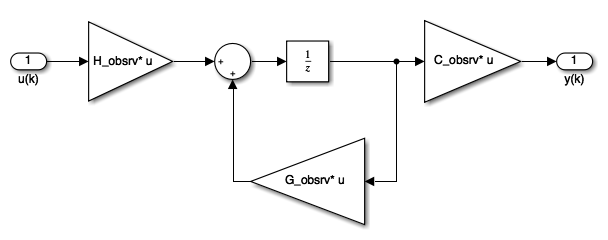 1
u(k)
H_obsrv* u
+
+
1
z
C_obsrv* u
1
y(k)
G_obsrv* u